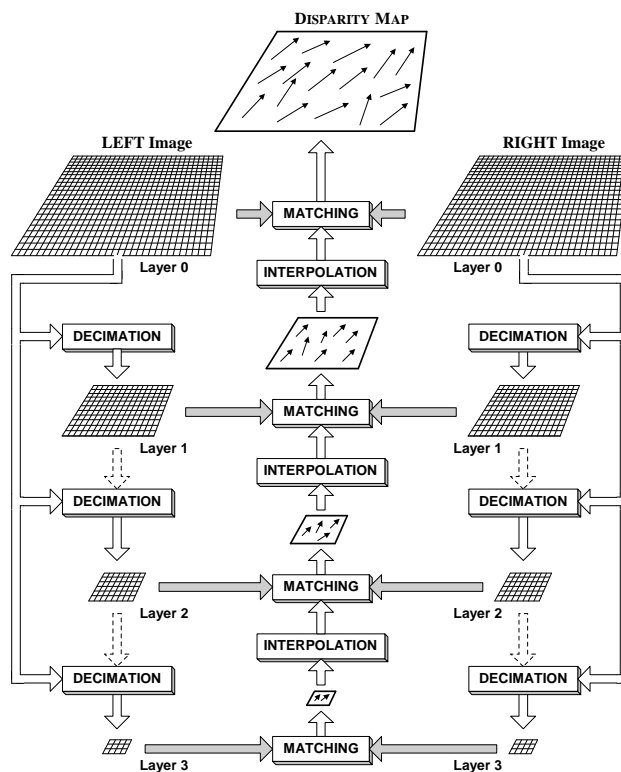 DISPARITY MAP
LEFT Image
RIGHT Image
MATCHING
Layer 0
INTERPOLATION
Layer 0
DECIMATION
DECIMATION
MATCHING
Layer 1
Layer 1
INTERPOLATION
DECIMATION
DECIMATION
MATCHING
Layer 2
Layer 2
INTERPOLATION
DECIMATION
DECIMATION
MATCHING
Layer 3
Layer 3